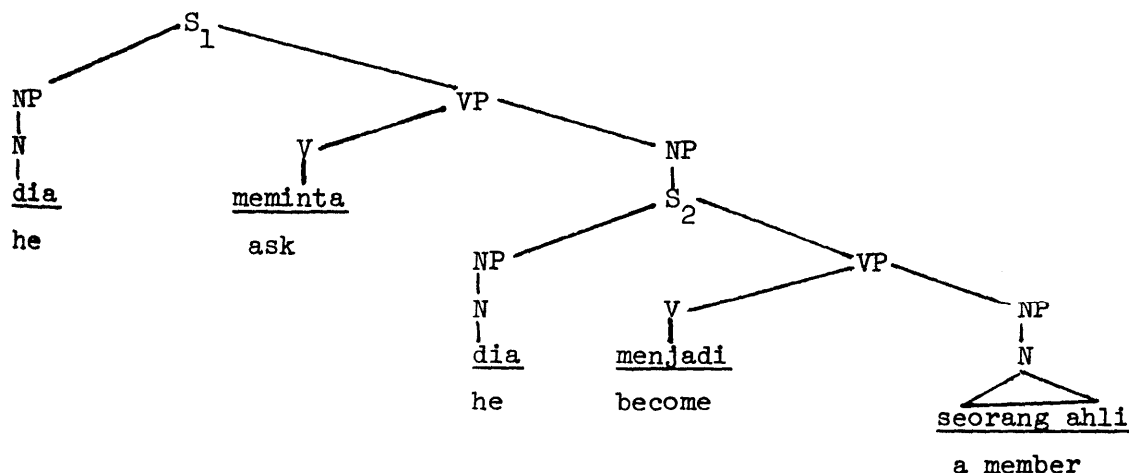 S1
NP VP
N V NP
dia meminta S2
he ask
NP VP
N V NP
dia menjadi N
he become seorang ahli
a member